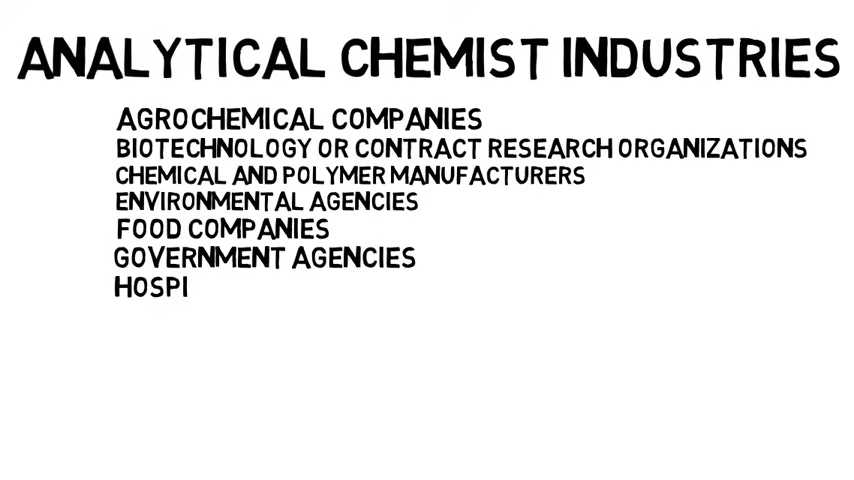 ANALYTICAL CHEMIST INDUSTRIES
AGROCHEMICAL COMPANIES
BIOTECHNOLOGY OR CONTRACT RESEARCH ORGANIZATIONS
CHEMICAL AND POLYMER MANUFACTURERS
ENVIRONMENTAL AGENCIES
FOOD COMPANIES
GOVERNMENT AGENCIES
HOSPI